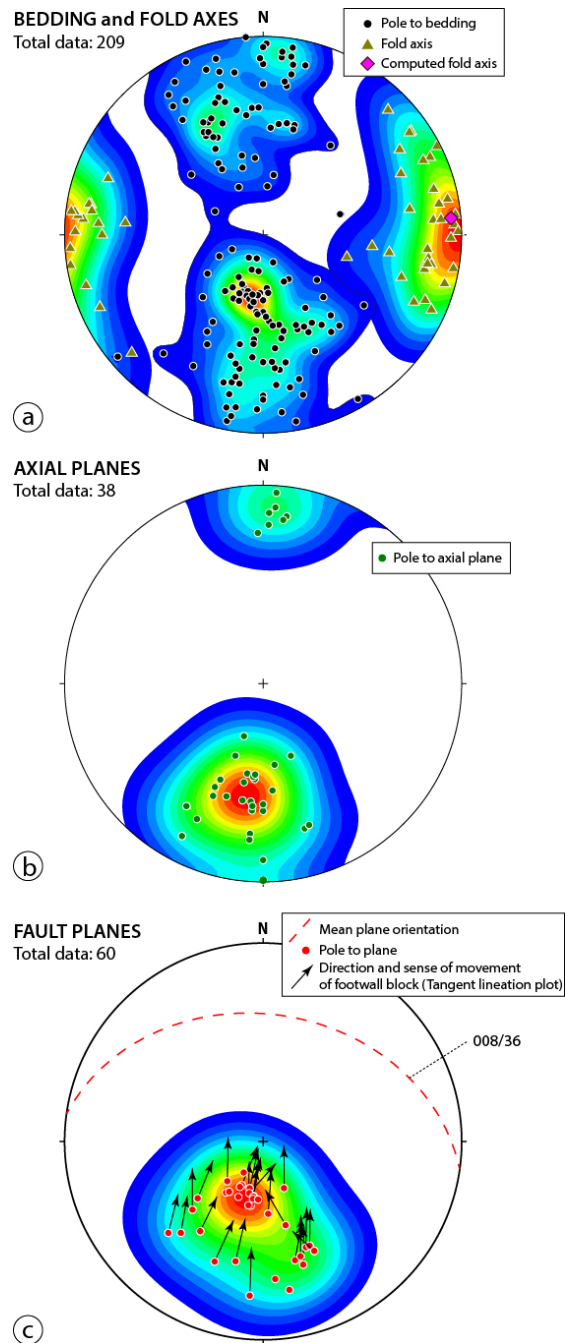 BEDDING and FOLD AXES
Total data: 209
N
Pole to bedding
Fold axis
Computed fold axis
a
AXIAL PLANES
Total data: 38
N
Pole to axial plane
b
FAULT PLANES
Total data: 60
N
Mean plane orientation
Pole to plane
Direction and sense of movement
of footwall block (Tangent lineation plot)
008/36
c